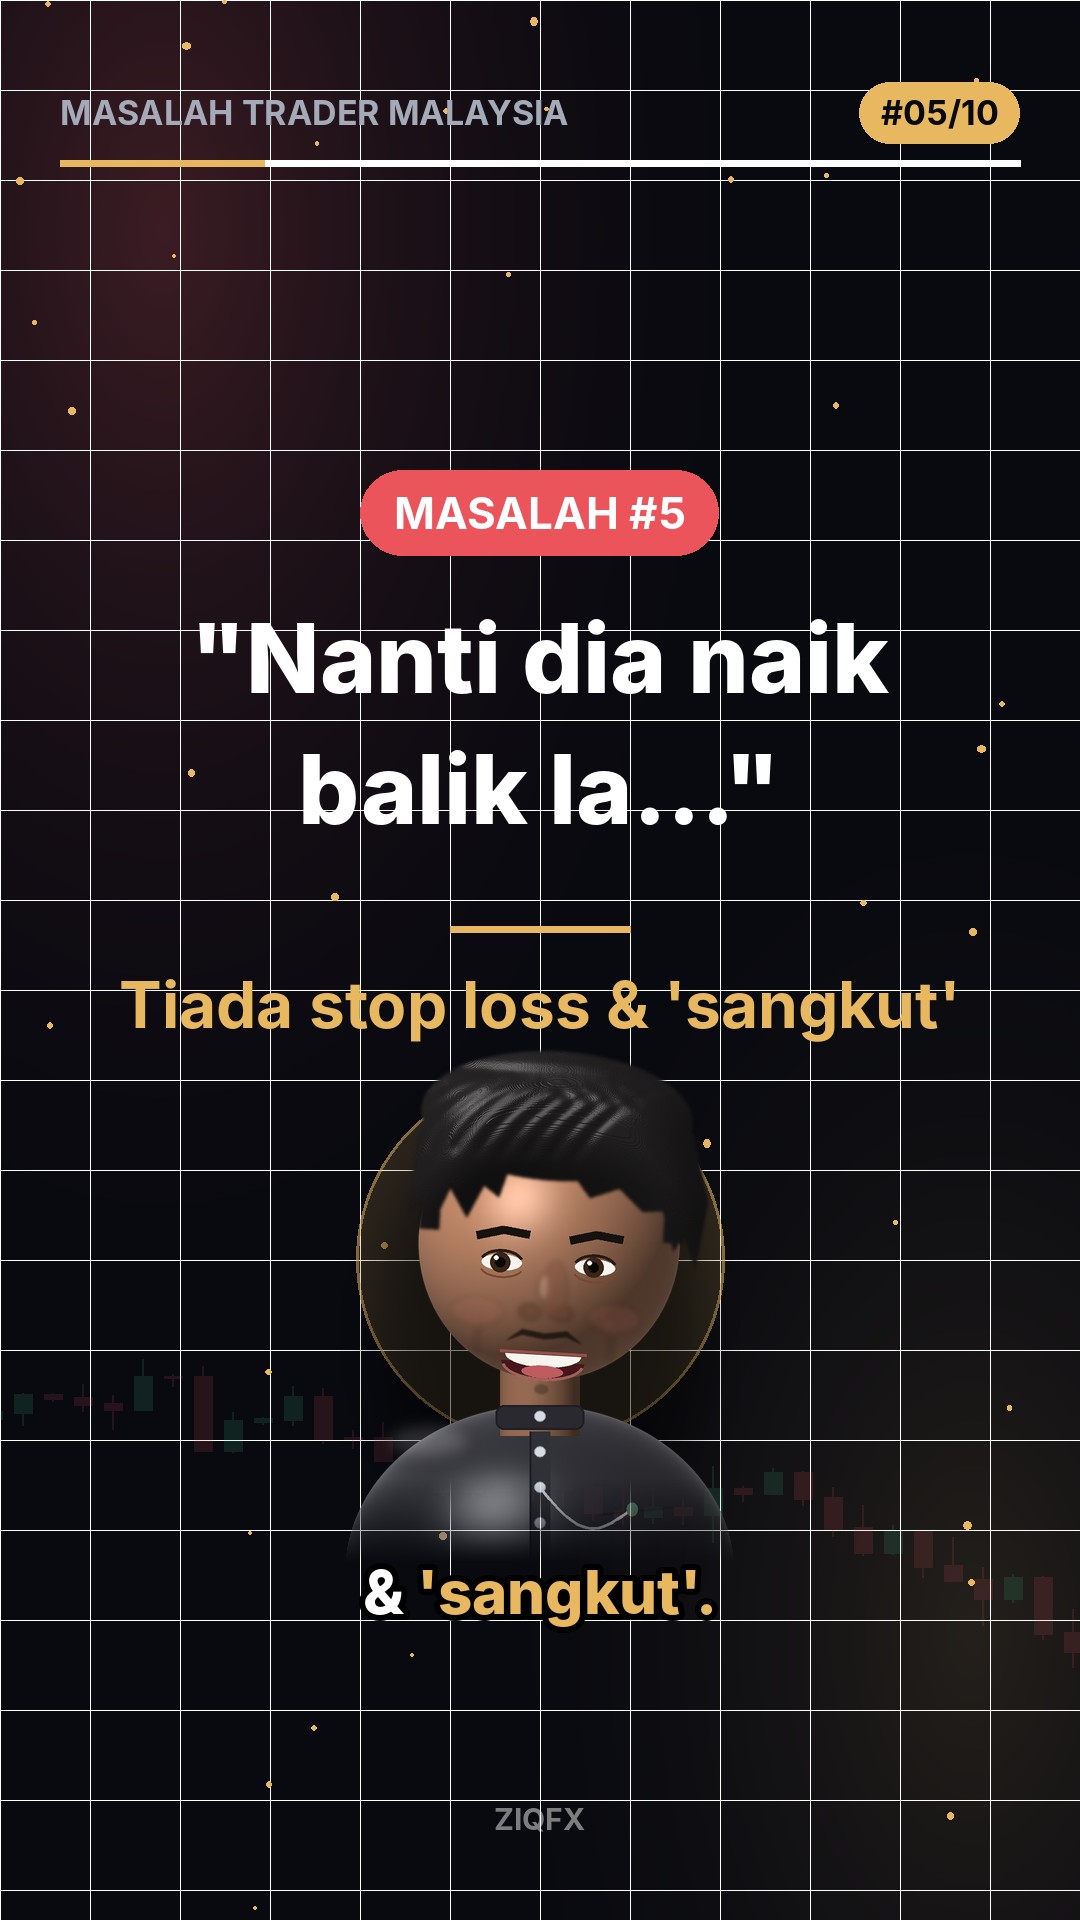 MASALAH TRADER MALAYSIA
#05/10
MASALAH #5
"Nanti dia naik
balik la..."
Tiada stop loss & 'sangkut'
& 'sangkut'.
ZIQFX